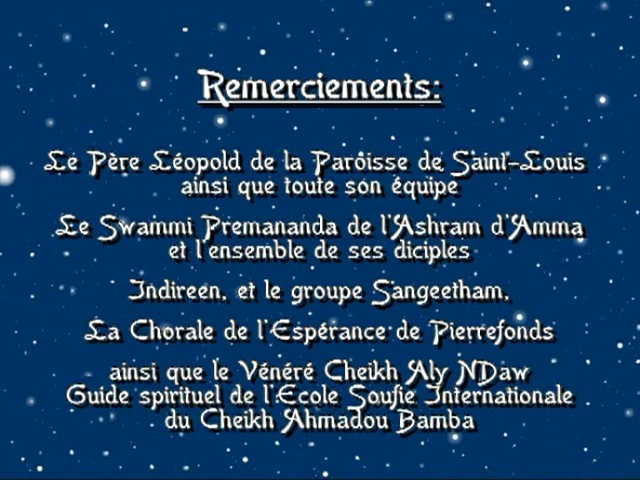 Remerciements:
Le Père Léopold de la Paroisse de Saint-Louis
ainsi que toute son équipe
Le Swammi Premananda de l'Ashram d'Amma
et l'ensemble de ses diciples
Indireen, et le groupe Sangeetham,
La Chorale de l'Espérance de Pierrefonds
ainsi que le Vénéré Cheikh Aly NDaw
Guide spirituel de l'Ecole Soufie Internationale
du Cheikh Ahmadou Bamba